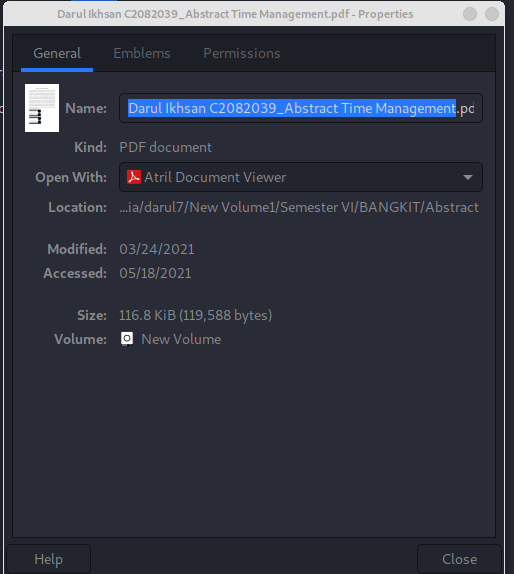 Darul Ikhsan C2082039_Abstract Time Management.pdf - Properties
General Emblems Permissions
Name: Darul Ikhsan C2082039_Abstract Time Management.pd
Kind: PDF document
Open With: Atril Document Viewer
Location: ...ia/darul7/New Volume1/Semester VI/BANGKIT/Abstract
Modified: 03/24/2021
Accessed: 05/18/2021
Size: 116.8 KiB (119,588 bytes)
Volume: New Volume
Help Close